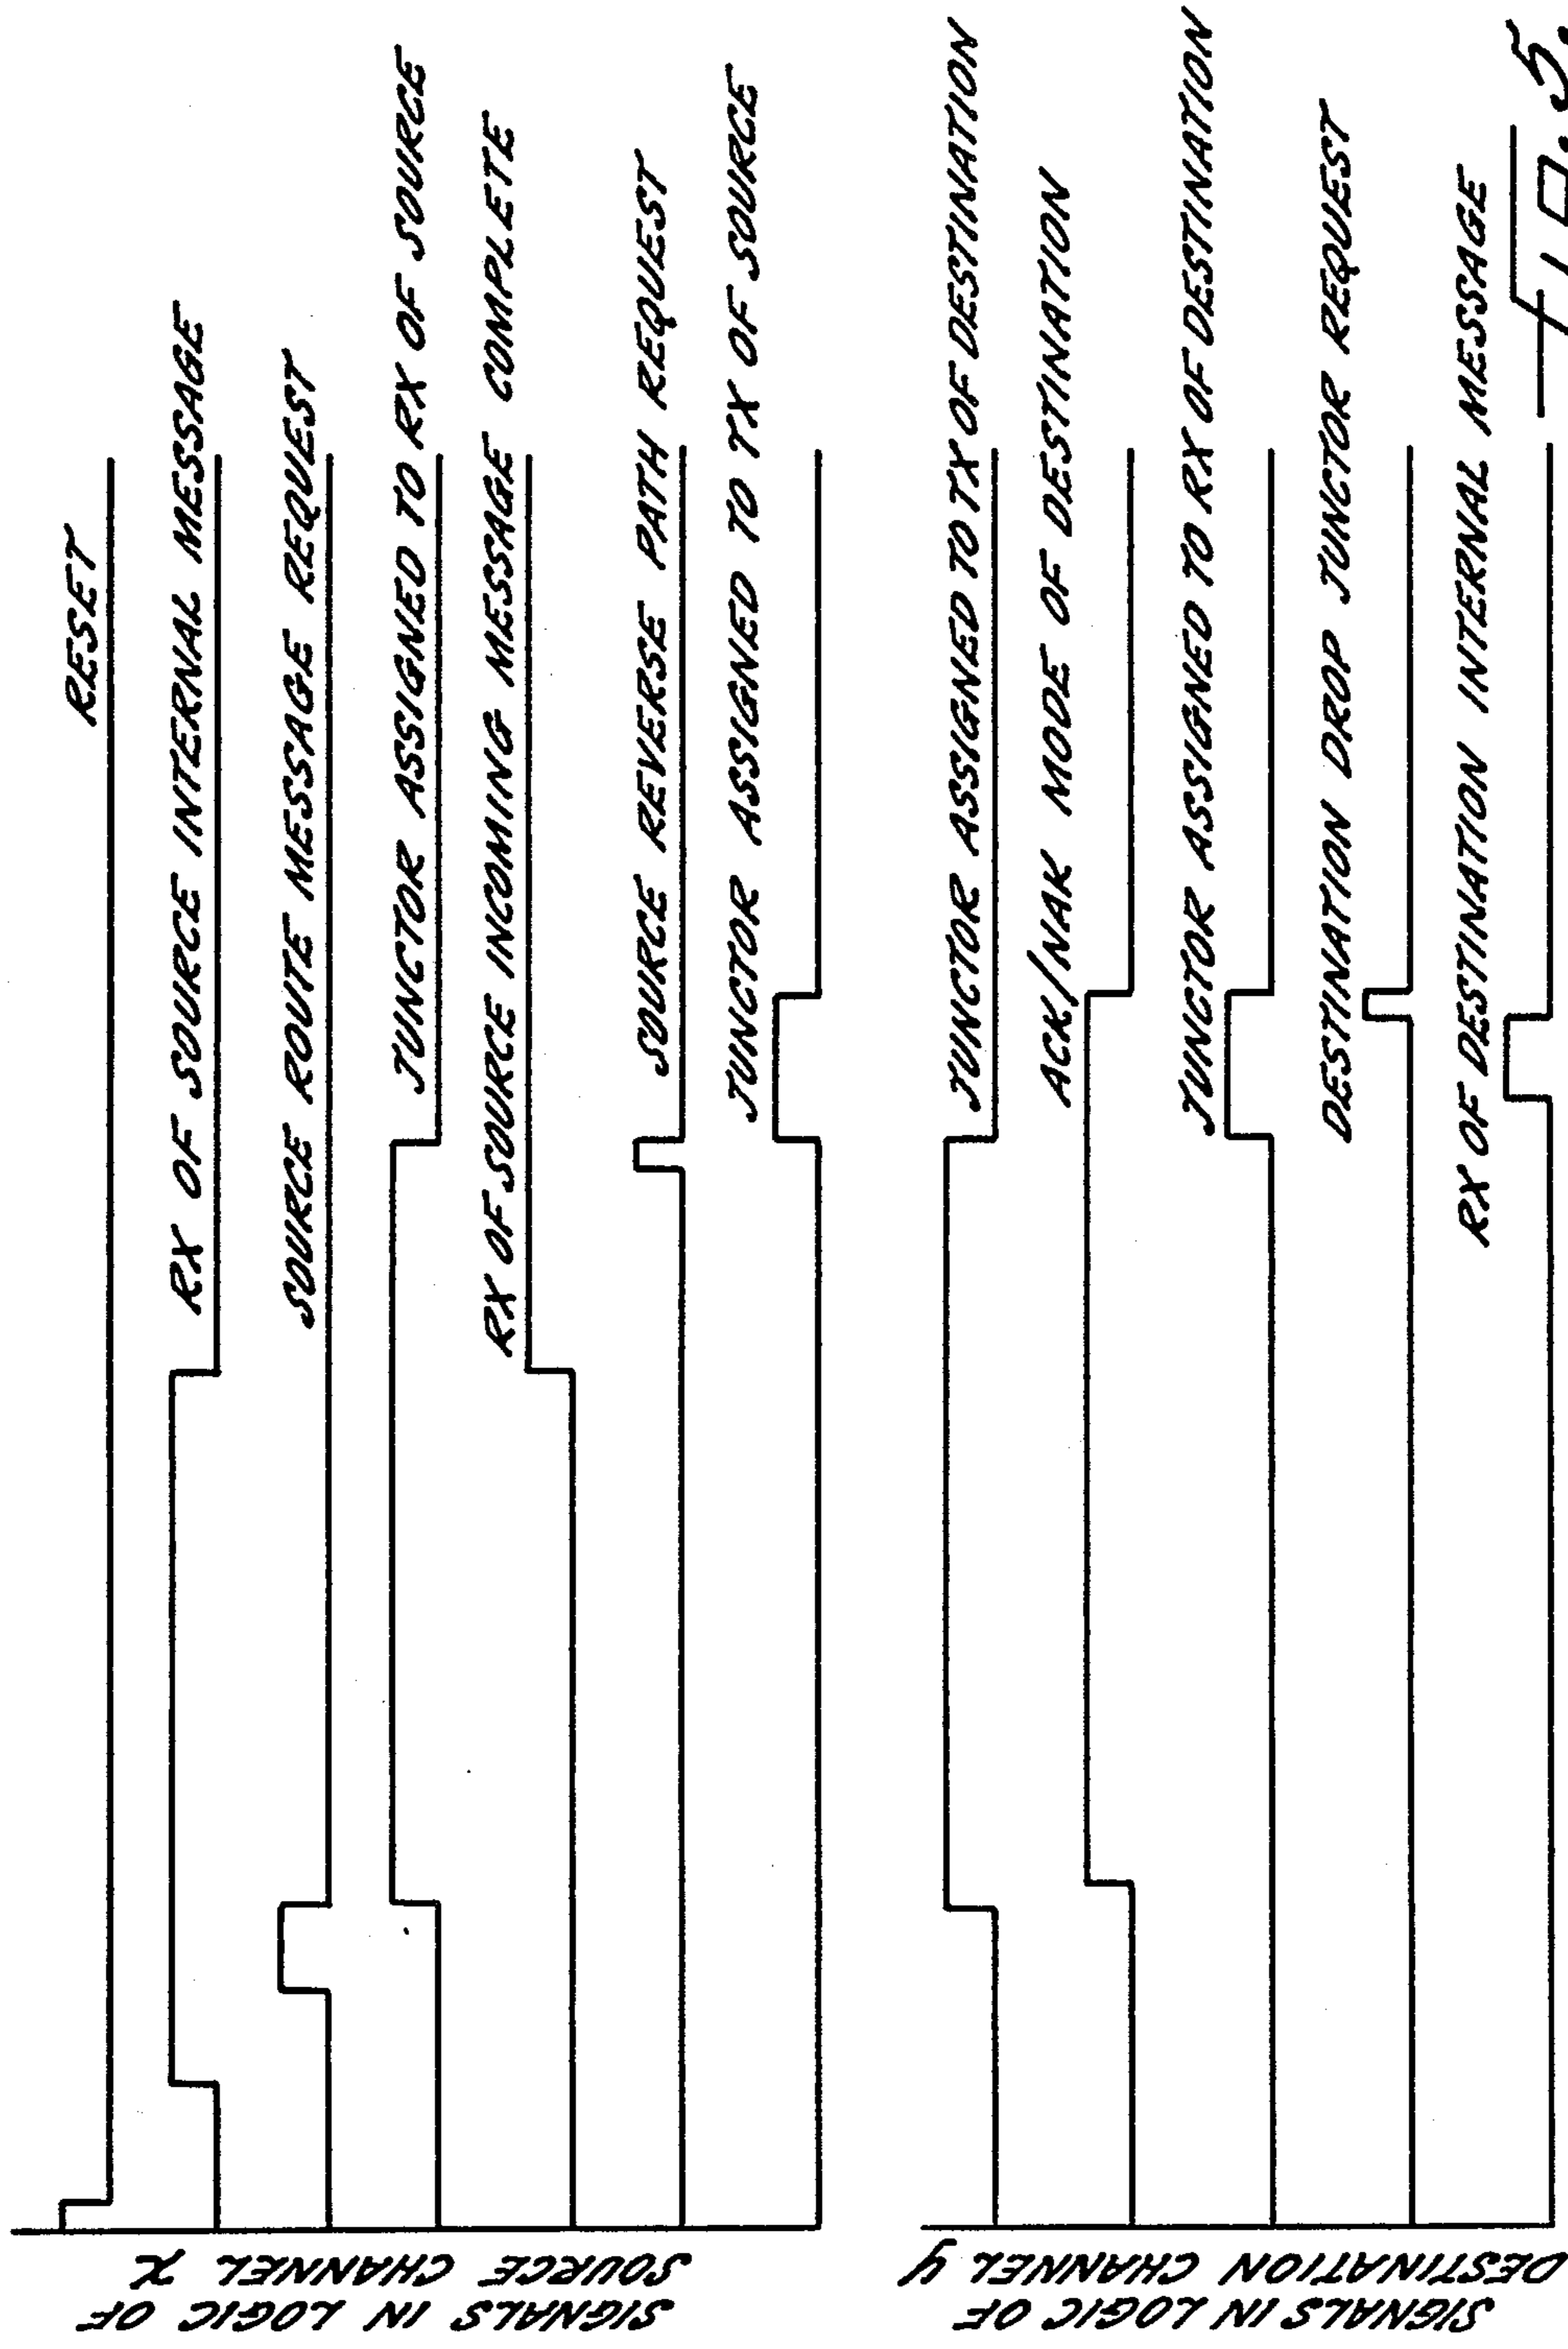 SIGNALS IN LOGIC OF
SOURCE CHANNEL X
RESET
RX OF SOURCE INTERNAL MESSAGE
SOURCE ROUTE MESSAGE REQUEST
JUNCTOR ASSIGNED TO RX OF SOURCE
RX OF SOURCE INCOMING MESSAGE COMPLETE
SOURCE REVERSE PATH REQUEST
JUNCTOR ASSIGNED TO TX OF SOURCE
SIGNALS IN LOGIC OF
DESTINATION CHANNEL y
JUNCTOR ASSIGNED TO TX OF DESTINATION
ACK/NAK MODE OF DESTINATION
JUNCTOR ASSIGNED TO RX OF DESTINATION
DESTINATION DROP JUNCTOR REQUEST
RX OF DESTINATION INTERNAL MESSAGE
FIG. 5.